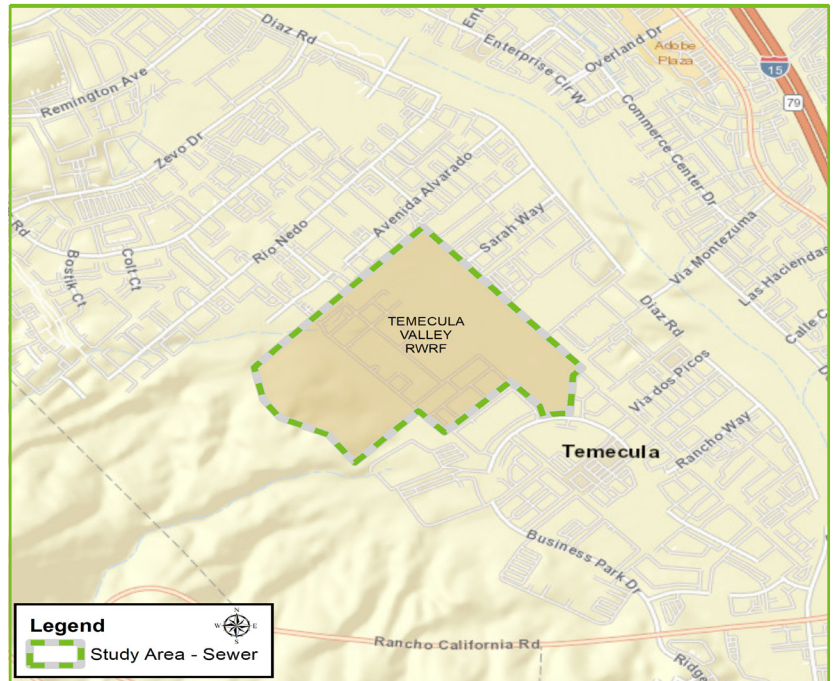 Diaz Rd
Overland Dr
Adobe
Plaza
Enterprise Cir W
15
79
Remington Ave
Commerce Center Dr
Zevo Dr
Avenida Alvarado
Sarah Way
Rio Nedo
Via Montezuma
Rd
Bostik Ct
Colt Ct
Las Haciendas
Diaz Rd
TEMECULA
VALLEY
RWRF
Calle C
Via dos Picos
Rancho Way
Temecula
Business Park Dr
Legend
N
W
E
S
Study Area - Sewer
Rancho California Rd
Ridge